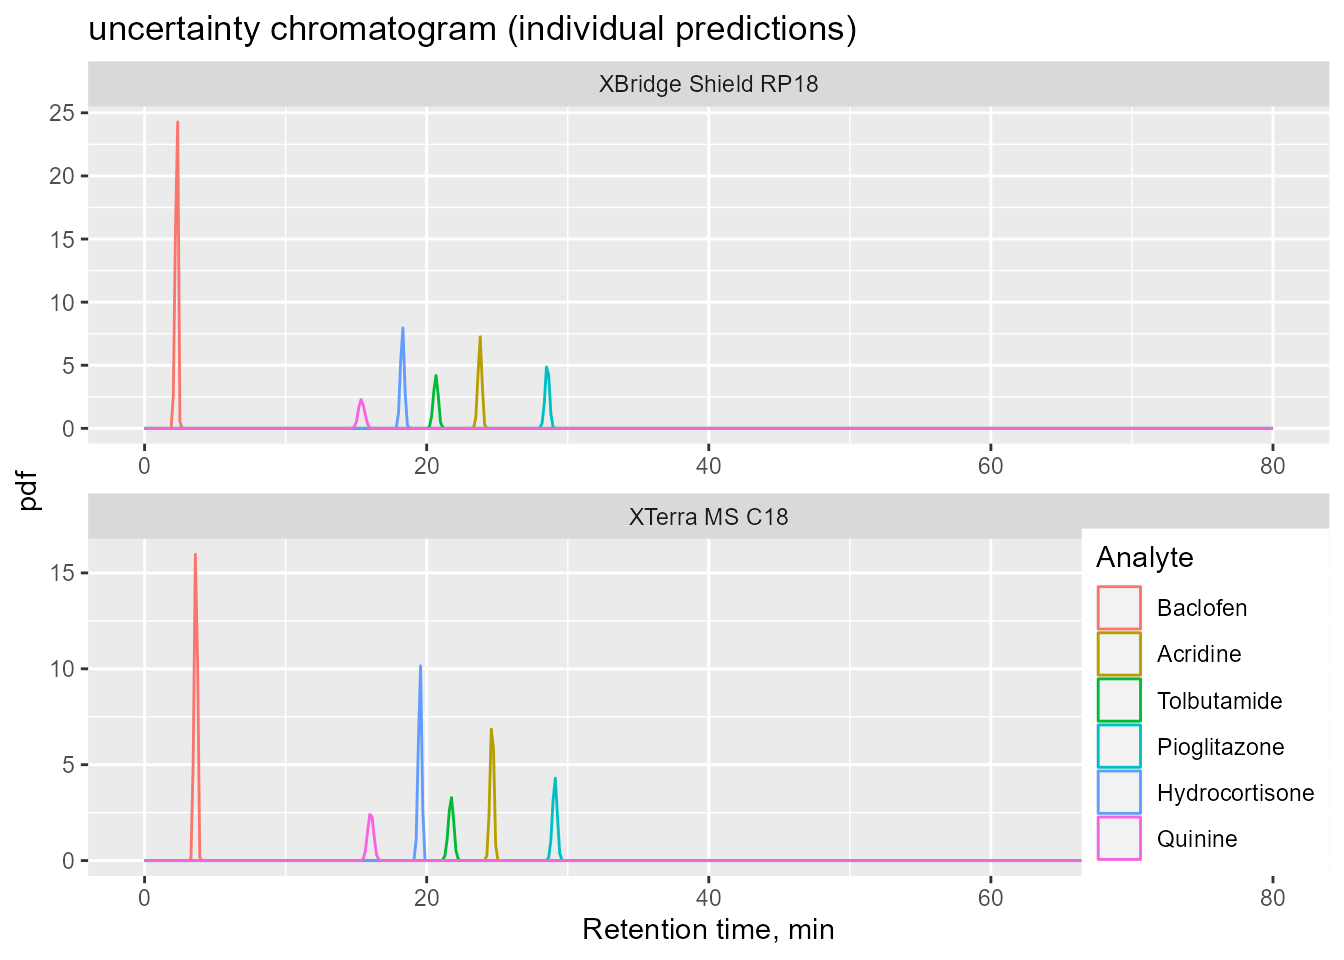 uncertainty chromatogram (individual predictions)
XBridge Shield RP18
25
20
15
10
5
0
0 20 40 60 80
pdf
XTerra MS C18
15
10
5
0
0 20 40 60 80
Retention time, min
Analyte
Baclofen
Acridine
Tolbutamide
Pioglitazone
Hydrocortisone
Quinine